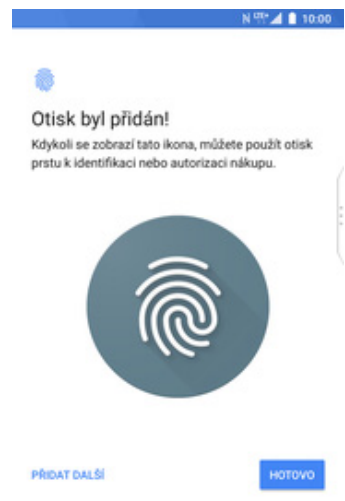 N LTE+ 10:00
Otisk byl přidán!
Kdykoli se zobrazí tato ikona, můžete použít otisk
prstu k identifikaci nebo autorizaci nákupu.
PŘIDAT DALŠÍ
HOTOVO